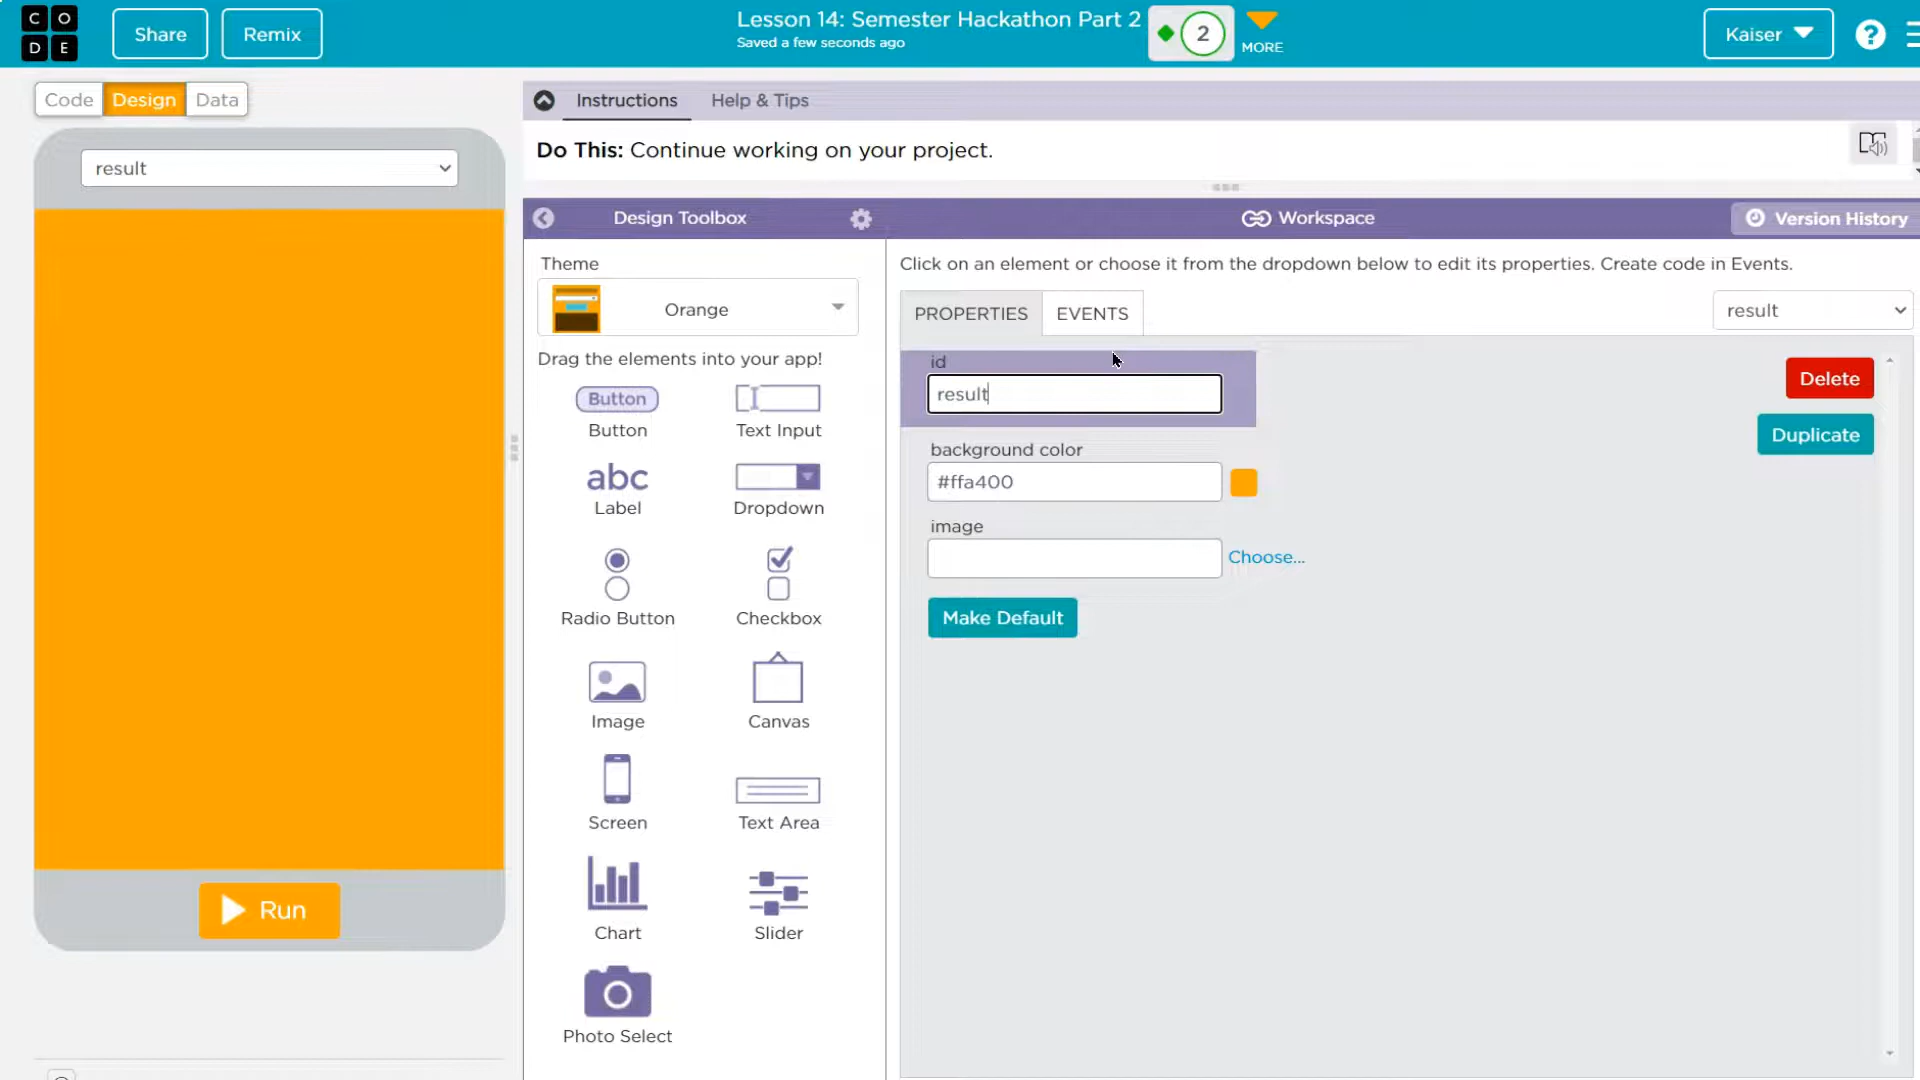 C O
D E
Share
Remix
Lesson 14: Semester Hackathon Part 2
Saved a few seconds ago
2
MORE
Kaiser
?
Code
Design
Data
result
Run
Instructions
Help & Tips
Do This: Continue working on your project.
Design Toolbox
Workspace
Version History
Theme
Orange
Drag the elements into your app!
Button
Button
Text Input
abc
Label
Dropdown
Radio Button
Checkbox
Image
Canvas
Screen
Text Area
Chart
Slider
Photo Select
Click on an element or choose it from the dropdown below to edit its properties. Create code in Events.
PROPERTIES
EVENTS
result
id
result
Delete
Duplicate
background color
#ffa400
image
Choose...
Make Default